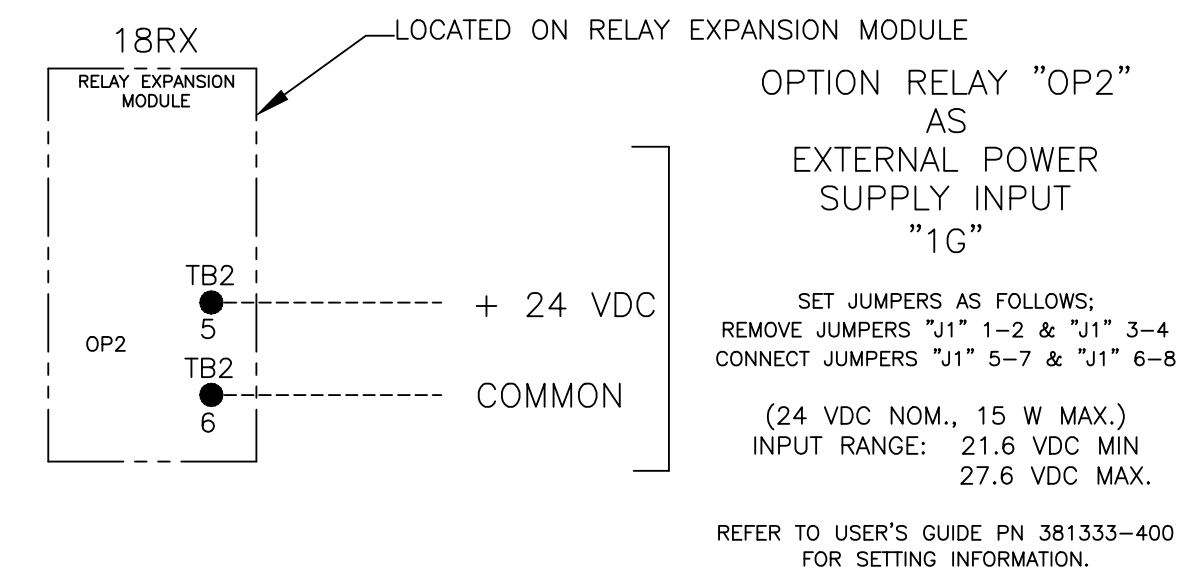 18RX
LOCATED ON RELAY EXPANSION MODULE
RELAY EXPANSION
MODULE
TB2
5
OP2
TB2
6
+ 24 VDC
COMMON
OPTION RELAY "OP2"
AS
EXTERNAL POWER
SUPPLY INPUT
"1G"
SET JUMPERS AS FOLLOWS;
REMOVE JUMPERS "J1" 1-2 & "J1" 3-4
CONNECT JUMPERS "J1" 5-7 & "J1" 6-8
(24 VDC NOM., 15 W MAX.)
INPUT RANGE: 21.6 VDC MIN
27.6 VDC MAX.
REFER TO USER'S GUIDE PN 381333-400
FOR SETTING INFORMATION.